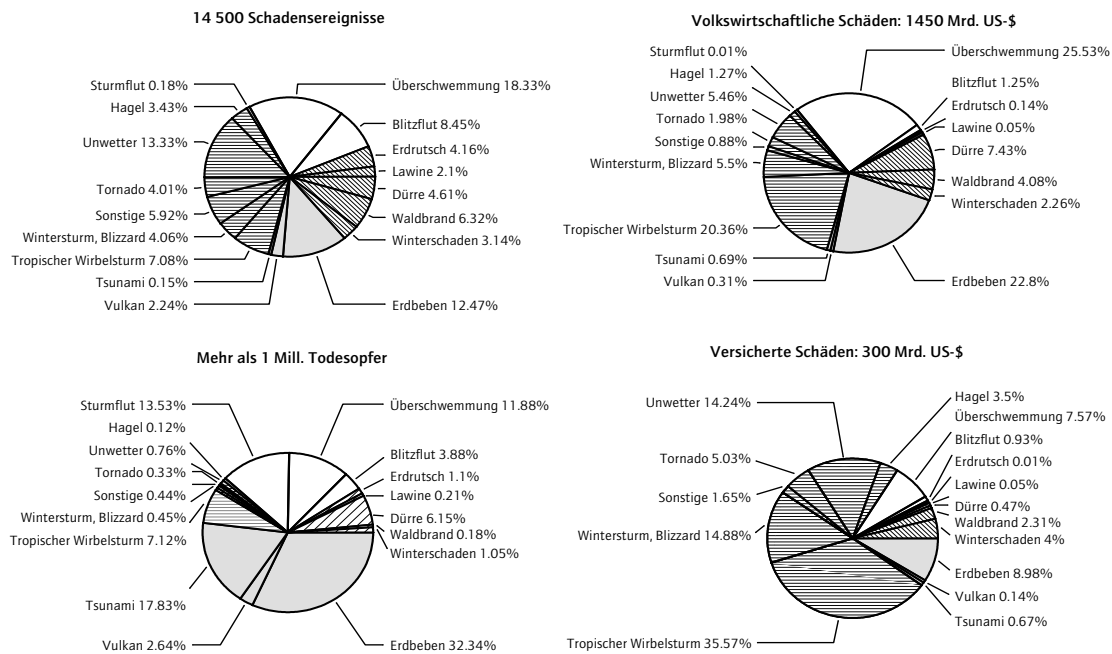 14 500 Schadensereignisse
Sturmflut 0.18%
Hagel 3.43%
Unwetter 13.33%
Tornado 4.01%
Sonstige 5.92%
Wintersturm, Blizzard 4.06%
Tropischer Wirbelsturm 7.08%
Tsunami 0.15%
Vulkan 2.24%
Überschwemmung 18.33%
Blitzflut 8.45%
Erdrutsch 4.16%
Lawine 2.1%
Dürre 4.61%
Waldbrand 6.32%
Winterschaden 3.14%
Erdbeben 12.47%
Volkswirtschaftliche Schäden: 1450 Mrd. US-$
Sturmflut 0.01%
Hagel 1.27%
Unwetter 5.46%
Tornado 1.98%
Sonstige 0.88%
Wintersturm, Blizzard 5.5%
Tropischer Wirbelsturm 20.36%
Tsunami 0.69%
Vulkan 0.31%
Überschwemmung 25.53%
Blitzflut 1.25%
Erdrutsch 0.14%
Lawine 0.05%
Dürre 7.43%
Waldbrand 4.08%
Winterschaden 2.26%
Erdbeben 22.8%
Mehr als 1 Mill. Todesopfer
Sturmflut 13.53%
Hagel 0.12%
Unwetter 0.76%
Tornado 0.33%
Sonstige 0.44%
Wintersturm, Blizzard 0.45%
Tropischer Wirbelsturm 7.12%
Tsunami 17.83%
Vulkan 2.64%
Überschwemmung 11.88%
Blitzflut 3.88%
Erdrutsch 1.1%
Lawine 0.21%
Dürre 6.15%
Waldbrand 0.18%
Winterschaden 1.05%
Erdbeben 32.34%
Versicherte Schäden: 300 Mrd. US-$
Unwetter 14.24%
Tornado 5.03%
Sonstige 1.65%
Wintersturm, Blizzard 14.88%
Tropischer Wirbelsturm 35.57%
Hagel 3.5%
Überschwemmung 7.57%
Blitzflut 0.93%
Erdrutsch 0.01%
Lawine 0.05%
Dürre 0.47%
Waldbrand 2.31%
Winterschaden 4%
Erdbeben 8.98%
Vulkan 0.14%
Tsunami 0.67%